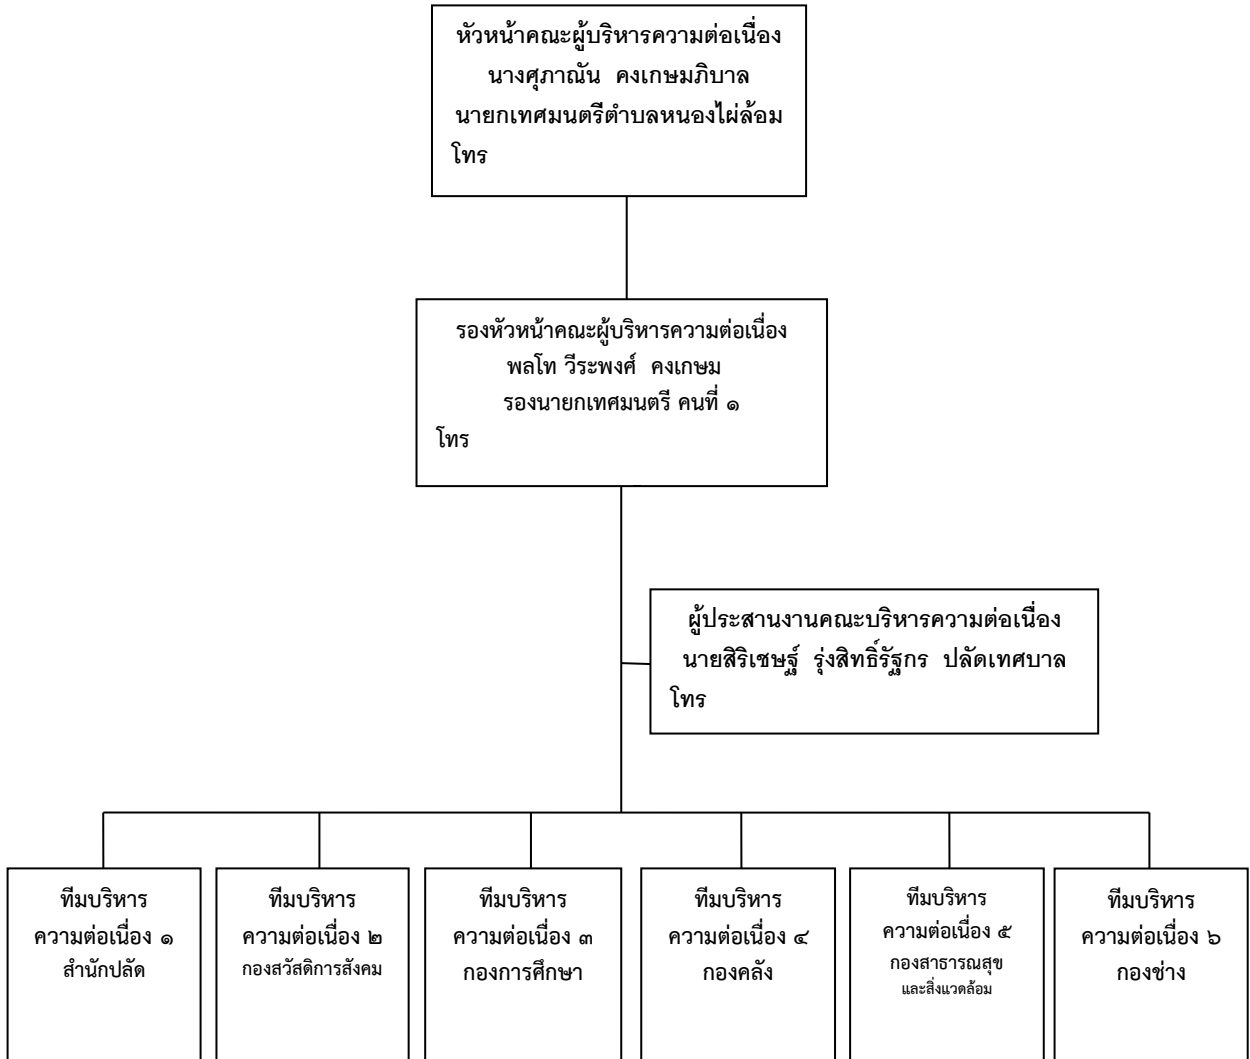 หัวหน้าคณะผู้บริหารความต่อเนื่อง
นางศุภาณัน  คงเกษมภิบาล
นายกเทศมนตรีตำบลหนองไผ่ล้อม
โทร
รองหัวหน้าคณะผู้บริหารความต่อเนื่อง
พลโท วีระพงศ์  คงเกษม
รองนายกเทศมนตรี คนที่ ๑
โทร
ผู้ประสานงานคณะบริหารความต่อเนื่อง
นายสิริเชษฐ์  รุ่งสิทธิ์รัฐกร  ปลัดเทศบาล
โทร
ทีมบริหาร
ความต่อเนื่อง ๑
สำนักปลัด
ทีมบริหาร
ความต่อเนื่อง ๒
กองสวัสดิการสังคม
ทีมบริหาร
ความต่อเนื่อง ๓
กองการศึกษา
ทีมบริหาร
ความต่อเนื่อง ๔
กองคลัง
ทีมบริหาร
ความต่อเนื่อง ๕
กองสาธารณสุข
และสิ่งแวดล้อม
ทีมบริหาร
ความต่อเนื่อง ๖
กองช่าง